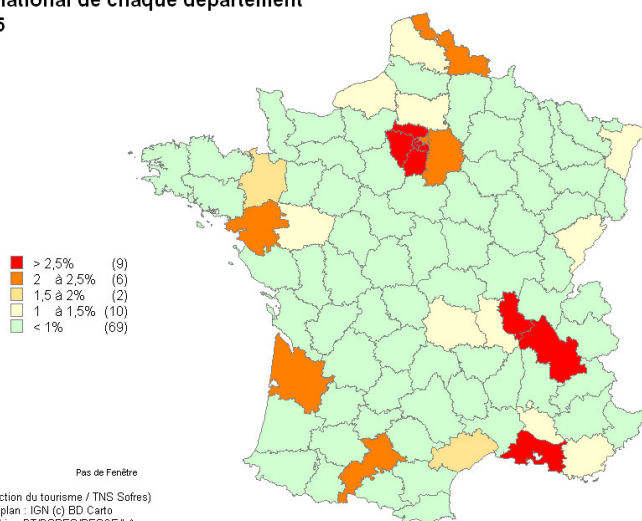 national de chaque département
5
> 2,5% (9)
2 à 2,5% (6)
1,5 à 2% (2)
1 à 1,5% (10)
< 1% (69)
Pas de Fenêtre
ction du tourisme / TNS Sofres)
plan : IGN (c) BD Carto